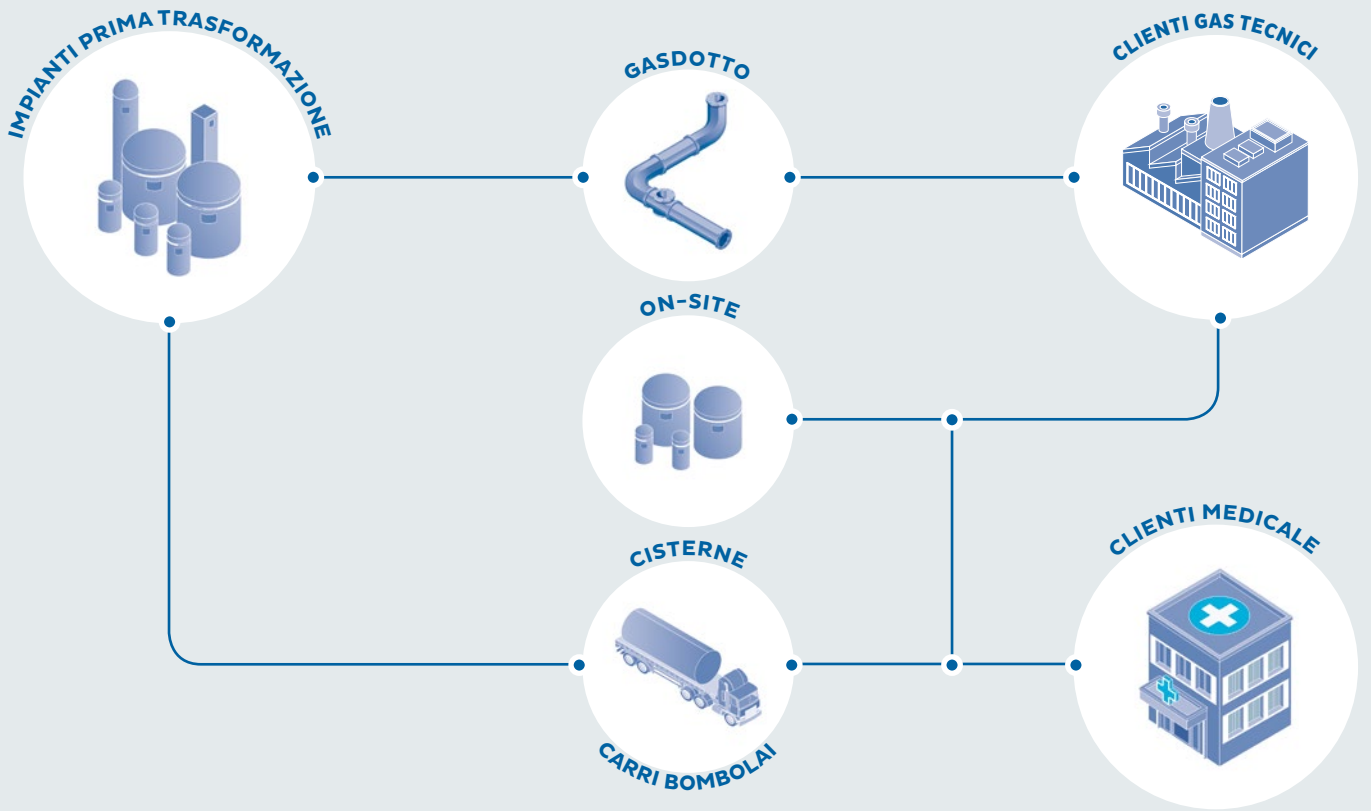 IMPIANTI PRIMA TRASFORMAZIONE
GASDOTTO
CLIENTI GAS TECNICI
ON-SITE
CISTERNE
CARRI BOMBOLAI
CLIENTI MEDICALE